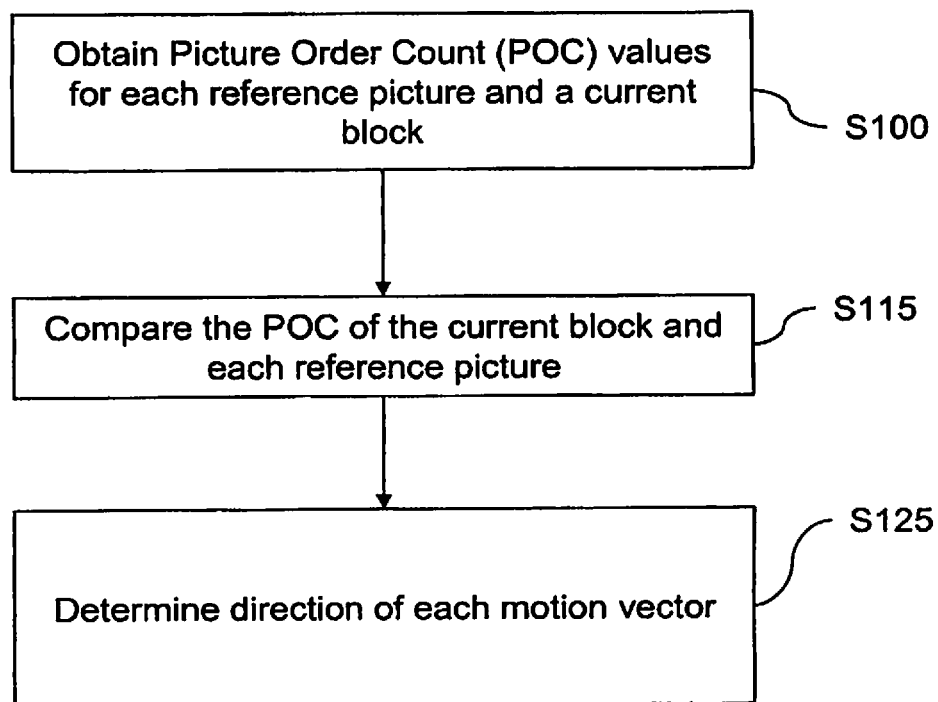 Obtain Picture Order Count (POC) values
for each reference picture and a current
block
S100
Compare the POC of the current block and
each reference picture
S115
Determine direction of each motion vector
S125